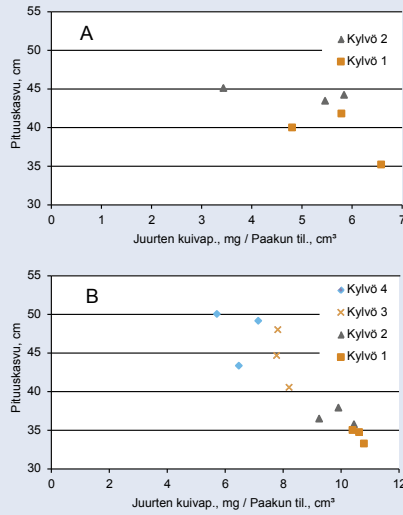 55
A
Kylvö 2
50
Kylvö 1
45
40
35
30
Pituuskasvu, cm
0 1 2 3 4 5 6 7
Juurten kuivap., mg / Paakun til., cm³
55
B
Kylvö 4
50
Kylvö 3
Kylvö 2
45
Kylvö 1
40
35
30
Pituuskasvu, cm
0 2 4 6 8 10 12
Juurten kuivap., mg / Paakun til., cm³